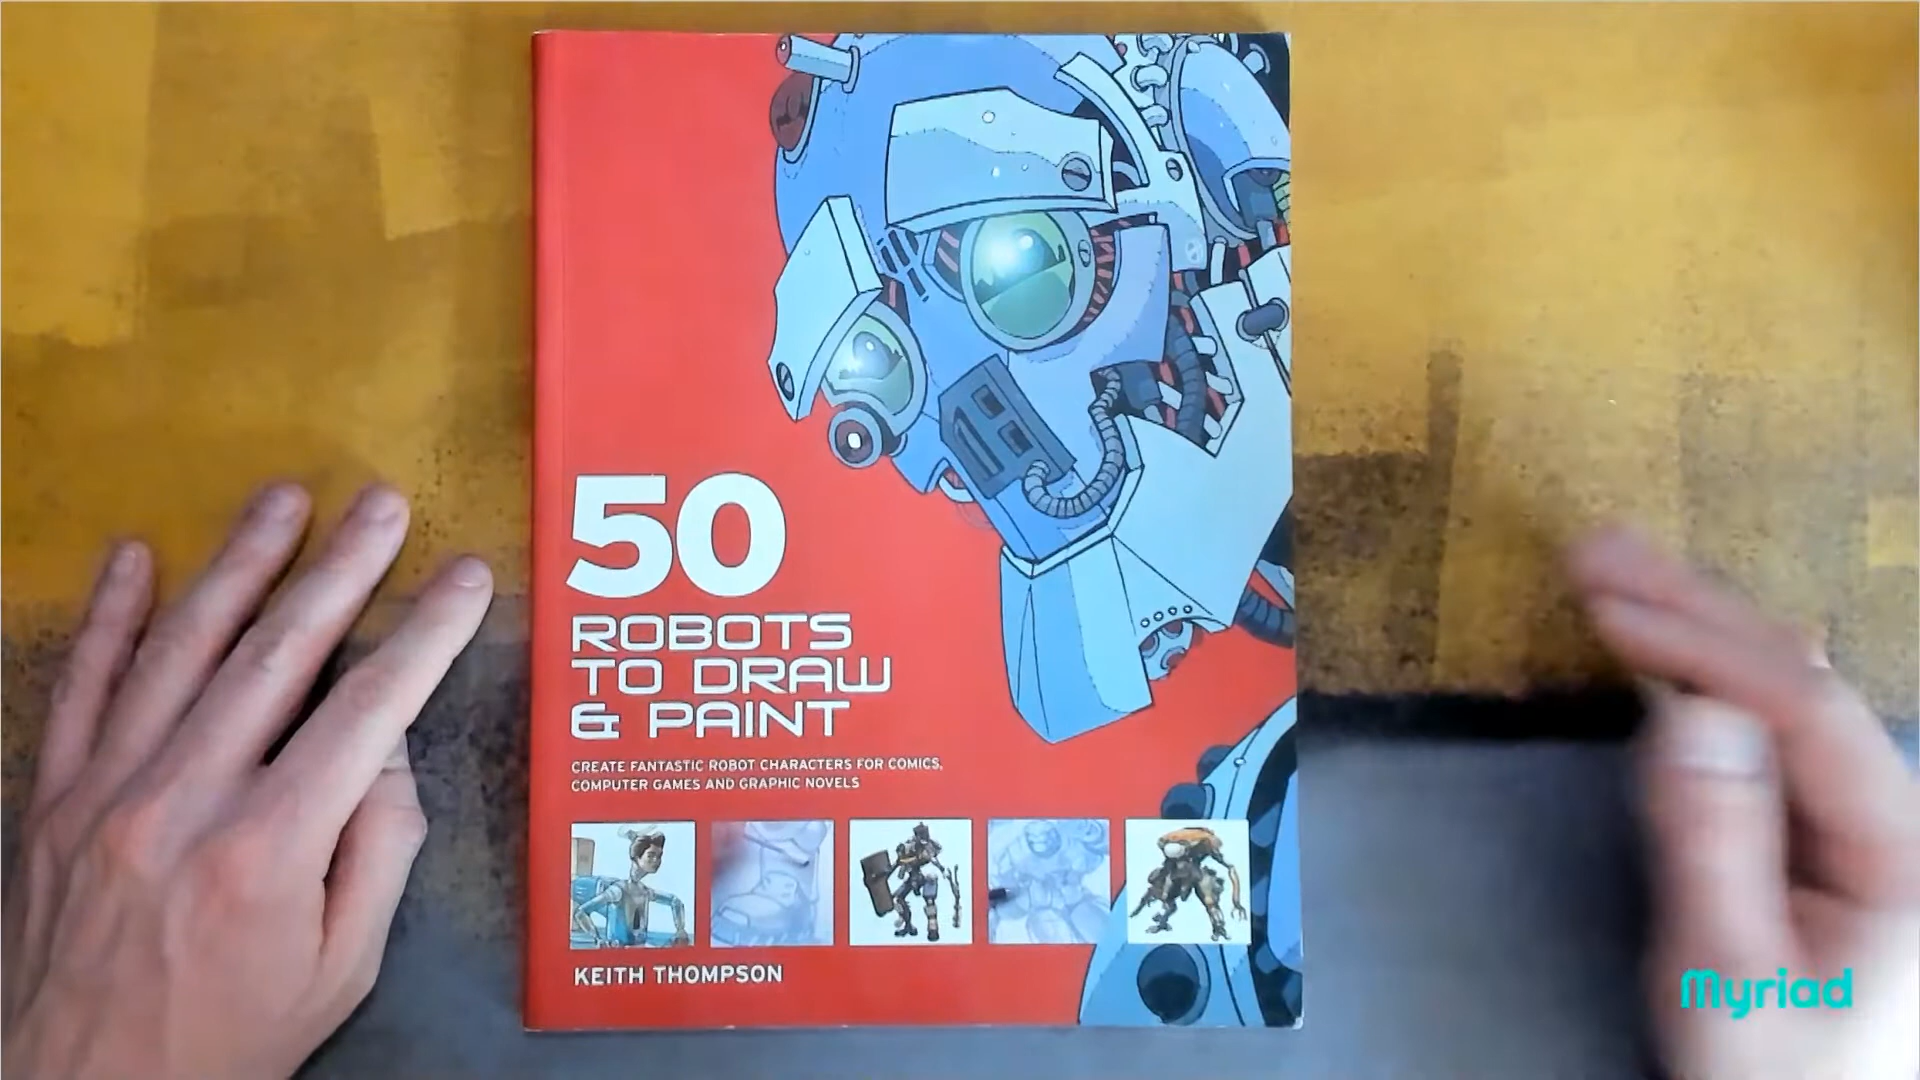 50
ROBOTS
TO DRAW
& PAINT
CREATE FANTASTIC ROBOT CHARACTERS FOR COMICS,
COMPUTER GAMES AND GRAPHIC NOVELS
KEITH THOMPSON
Myriad